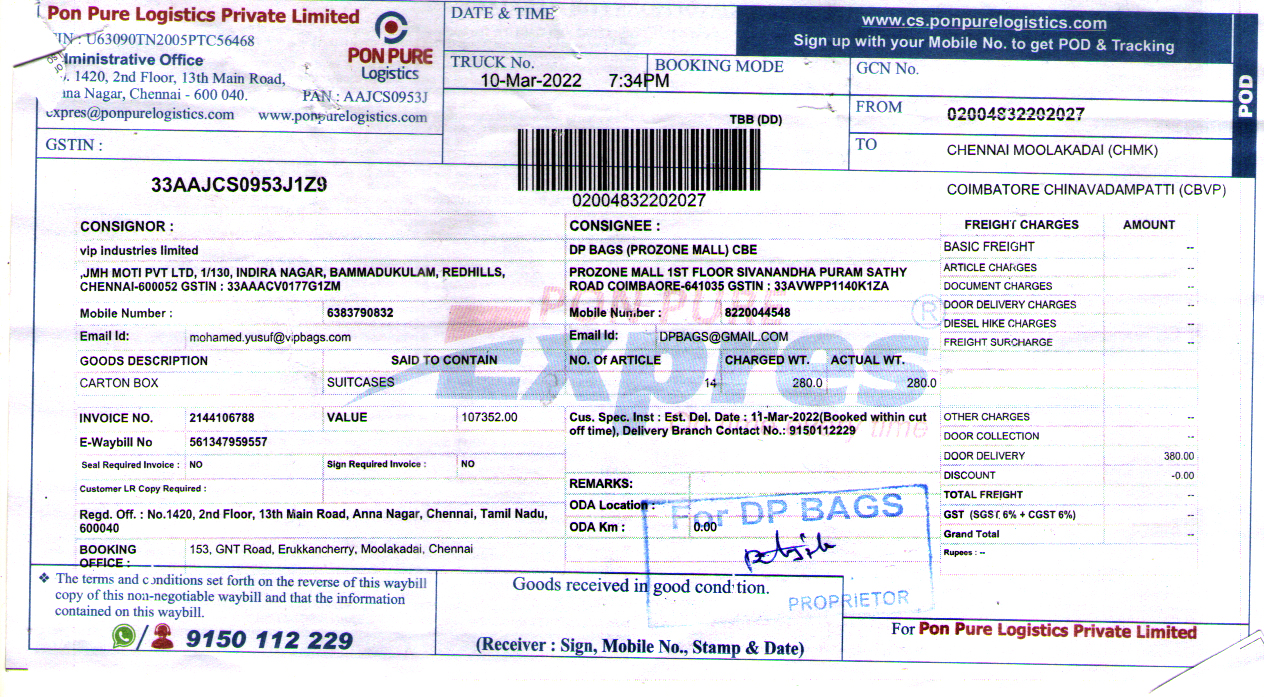 Pon Pure Logistics Private Limited
IN : U63090TN2005PTC56468
ministrative Office
1420, 2nd Floor, 13th Main Road,
nna Nagar, Chennai - 600 040.
PAN : AAJCS0953J
expres@ponpurelogistics.com www.ponpurelogistics.com
PON PURE
Logistics
GSTIN :
33AAJCS0953J1Z9
DATE & TIME
TRUCK No.
10-Mar-2022 7:34PM
BOOKING MODE
TBB (DD)
02004832202027
www.cs.ponpurelogistics.com
Sign up with your Mobile No. to get POD & Tracking
POD
GCN No.
FROM 02004832202027
TO CHENNAI MOOLAKADAI (CHMK)
COIMBATORE CHINAVADAMPATTI (CBVP)
CONSIGNOR :
vip industries limited
,JMH MOTI PVT LTD, 1/130, INDIRA NAGAR, BAMMADUKULAM, REDHILLS,
CHENNAI-600052 GSTIN : 33AAACV0177G1ZM
Mobile Number : 6383790832
Email Id: mohamed.yusuf@vipbags.com
CONSIGNEE :
DP BAGS (PROZONE MALL) CBE
PROZONE MALL 1ST FLOOR SIVANANDHA PURAM SATHY
ROAD COIMBAORE-641035 GSTIN : 33AVWPP1140K1ZA
Mobile Number : 8220044548
Email Id: DPBAGS@GMAIL.COM
PON PURE
Expres ®
GOODS DESCRIPTION SAID TO CONTAIN NO. Of ARTICLE CHARGED WT. ACTUAL WT.
CARTON BOX SUITCASES 14 280.0 280.0
INVOICE NO. 2144106788 VALUE 107352.00
E-Waybill No 561347959557
Seal Required Invoice : NO Sign Required Invoice : NO
Customer LR Copy Required :
Regd. Off. : No.1420, 2nd Floor, 13th Main Road, Anna Nagar, Chennai, Tamil Nadu,
600040
BOOKING
OFFICE : 153, GNT Road, Erukkancherry, Moolakadai, Chennai
Cus. Spec. Inst : Est. Del. Date : 11-Mar-2022(Booked within cut
off time), Delivery Branch Contact No.: 9150112229
time
REMARKS:
ODA Location :
ODA Km : 0.00
For DP BAGS
PROPRIETOR
FREIGHT CHARGES AMOUNT
BASIC FREIGHT --
ARTICLE CHARGES --
DOCUMENT CHARGES --
DOOR DELIVERY CHARGES --
DIESEL HIKE CHARGES --
FREIGHT SURCHARGE --
OTHER CHARGES --
DOOR COLLECTION --
DOOR DELIVERY 380.00
DISCOUNT -0.00
TOTAL FREIGHT --
GST (SGST 6% + CGST 6%) --
Grand Total --
Rupees : --
❖ The terms and conditions set forth on the reverse of this waybill
copy of this non-negotiable waybill and that the information
contained on this waybill.
/ 9150 112 229
Goods received in good condition.
(Receiver : Sign, Mobile No., Stamp & Date)
For Pon Pure Logistics Private Limited